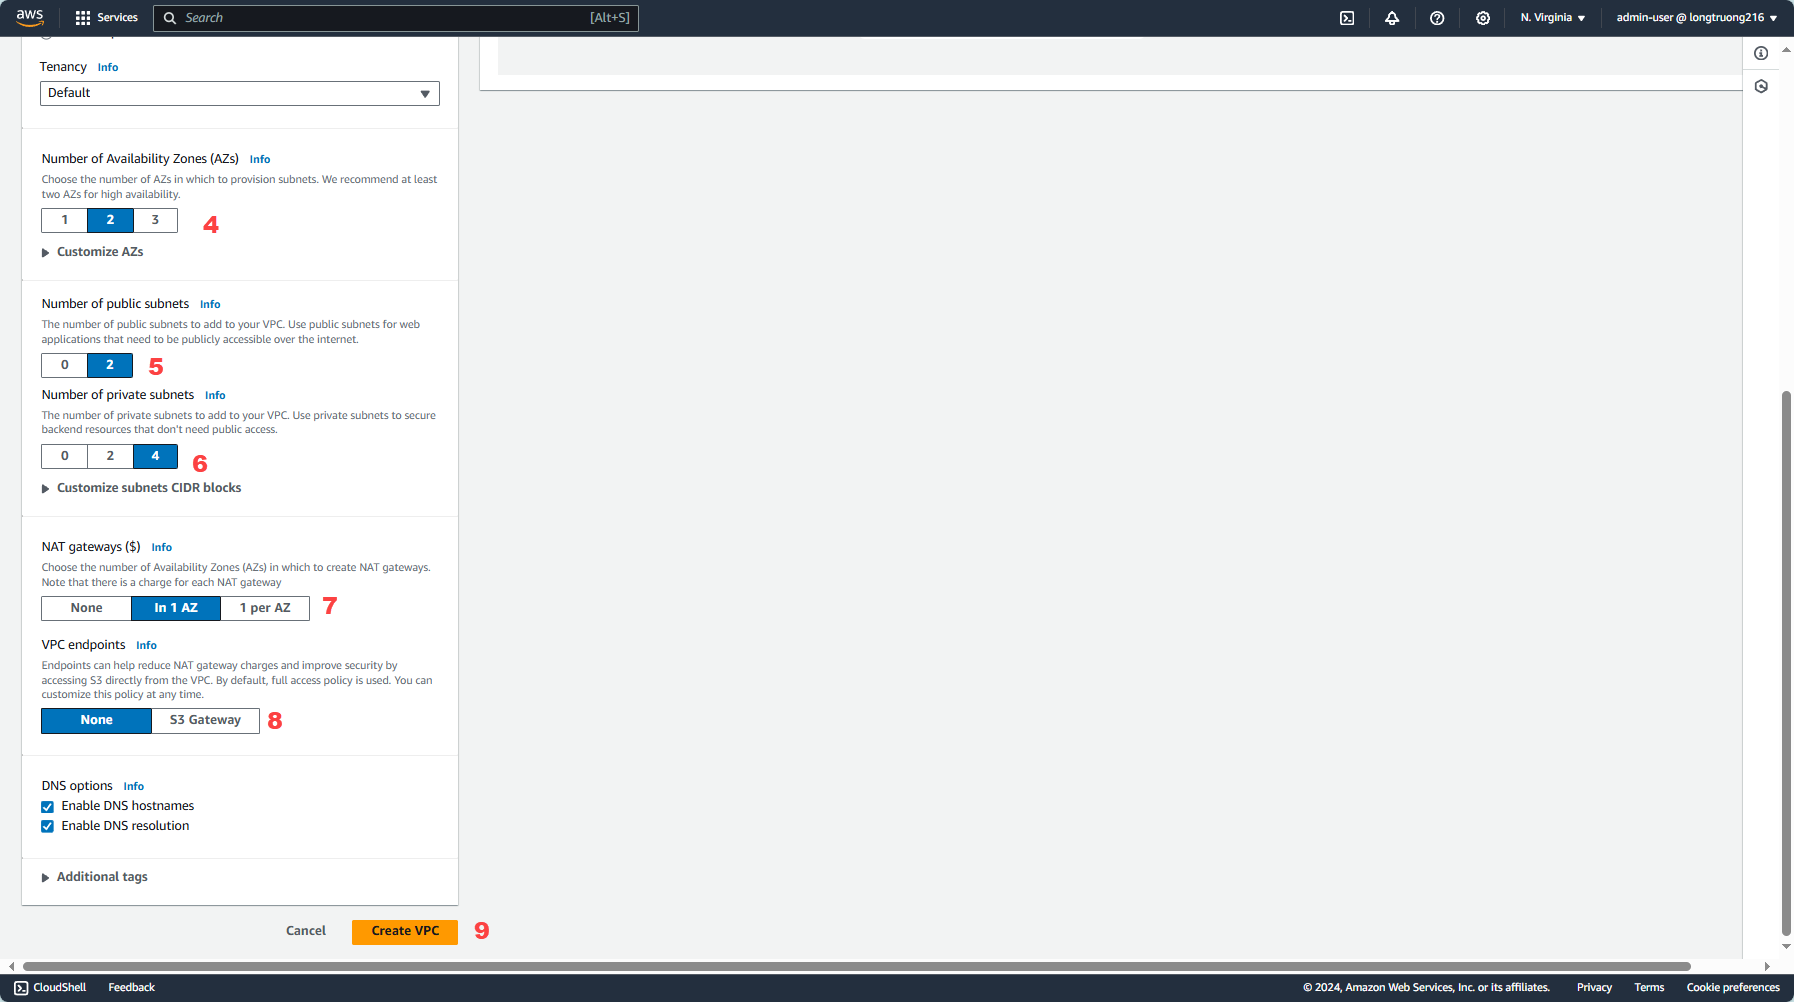 aws
Services
Search
[Alt+S]
N. Virginia
admin-user @ longtruong216
Tenancy Info
Default
Number of Availability Zones (AZs) Info
Choose the number of AZs in which to provision subnets. We recommend at least
two AZs for high availability.
1 2 3 4
Customize AZs
Number of public subnets Info
The number of public subnets to add to your VPC. Use public subnets for web
applications that need to be publicly accessible over the internet.
0 2 5
Number of private subnets Info
The number of private subnets to add to your VPC. Use private subnets to secure
backend resources that don't need public access.
0 2 4 6
Customize subnets CIDR blocks
NAT gateways ($) Info
Choose the number of Availability Zones (AZs) in which to create NAT gateways.
Note that there is a charge for each NAT gateway
None In 1 AZ 1 per AZ 7
VPC endpoints Info
Endpoints can help reduce NAT gateway charges and improve security by
accessing S3 directly from the VPC. By default, full access policy is used. You can
customize this policy at any time.
None S3 Gateway 8
DNS options Info
Enable DNS hostnames
Enable DNS resolution
Additional tags
Cancel Create VPC 9
CloudShell Feedback © 2024, Amazon Web Services, Inc. or its affiliates. Privacy Terms Cookie preferences